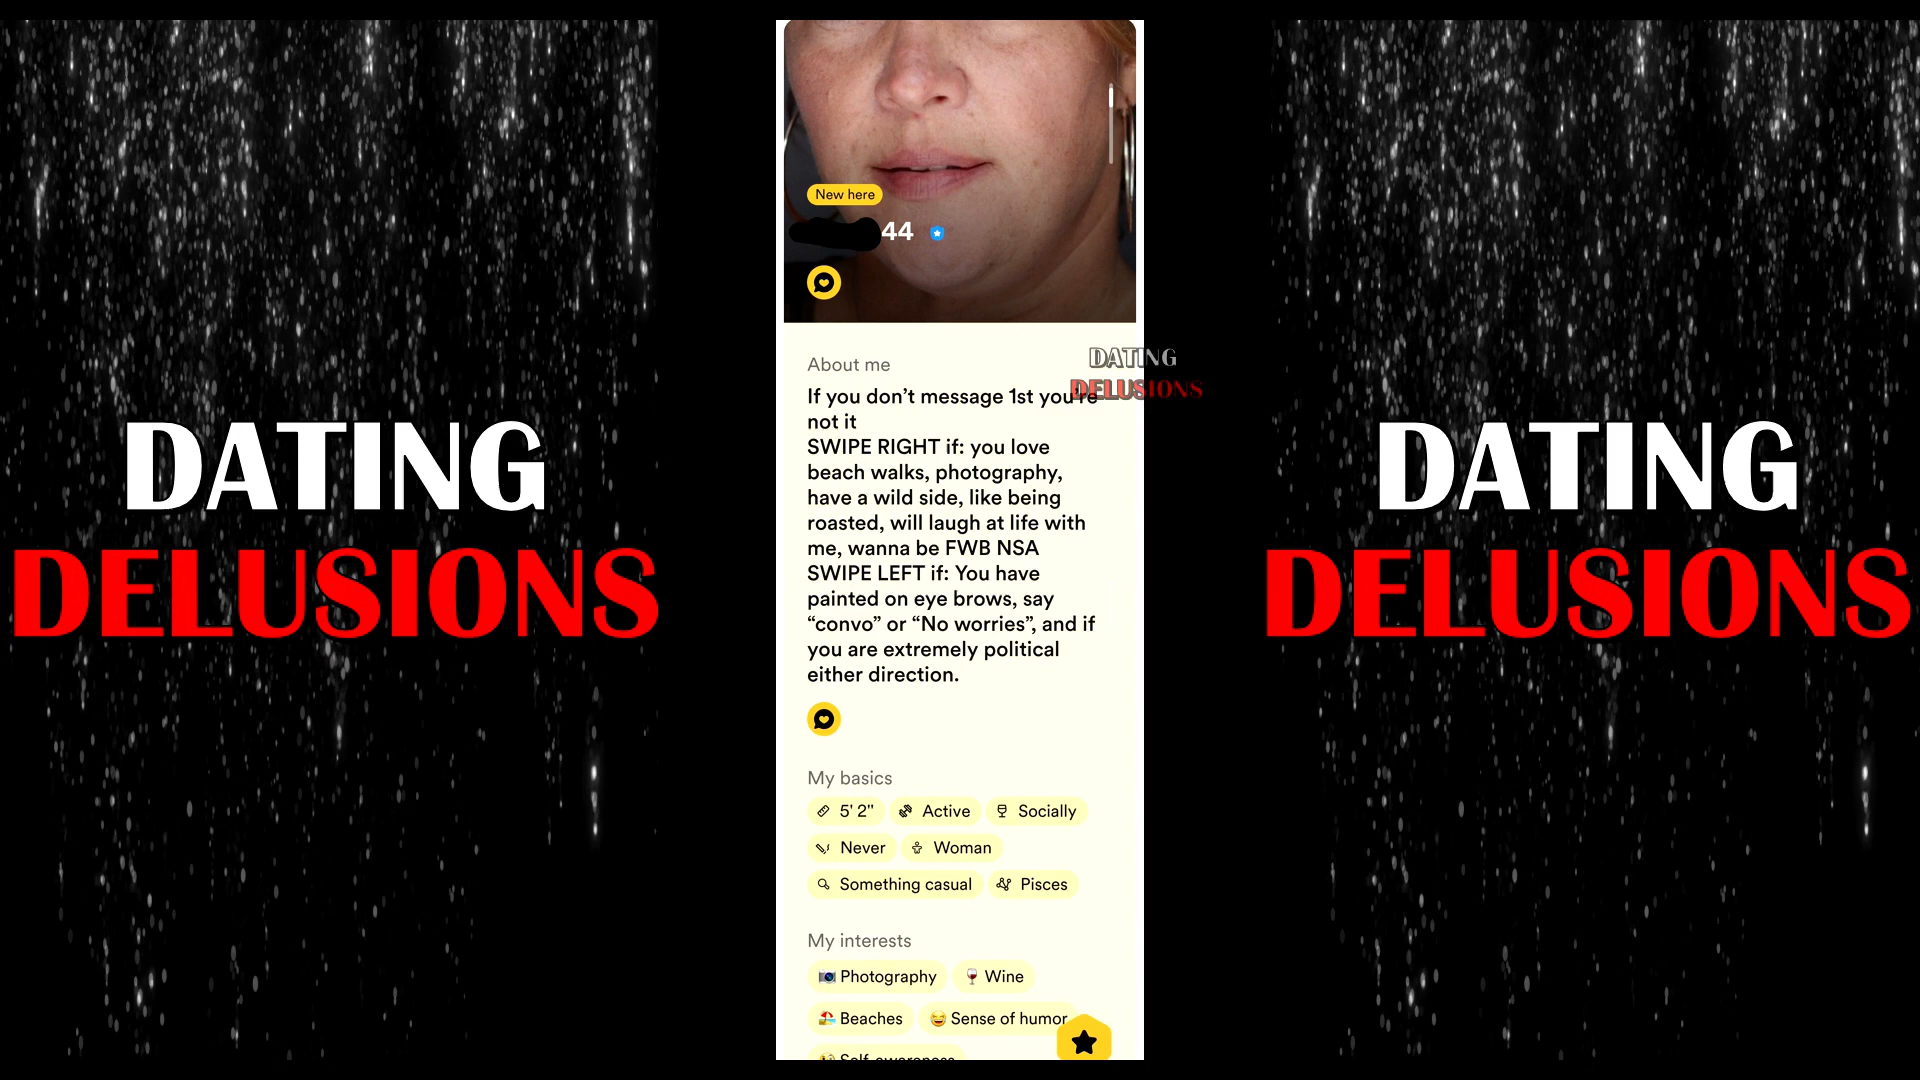 New here
44
About me
If you don’t message 1st you’re
not it
SWIPE RIGHT if: you love
beach walks, photography,
have a wild side, like being
roasted, will laugh at life with
me, wanna be FWB NSA
SWIPE LEFT if: You have
painted on eye brows, say
“convo” or “No worries”, and if
you are extremely political
either direction.
My basics
5' 2"
Active
Socially
Never
Woman
Something casual
Pisces
My interests
Photography
Wine
Beaches
Sense of humor
Self-awareness
DATING
DELUSIONS
DATING
DELUSIONS
DATING
DELUSIONS